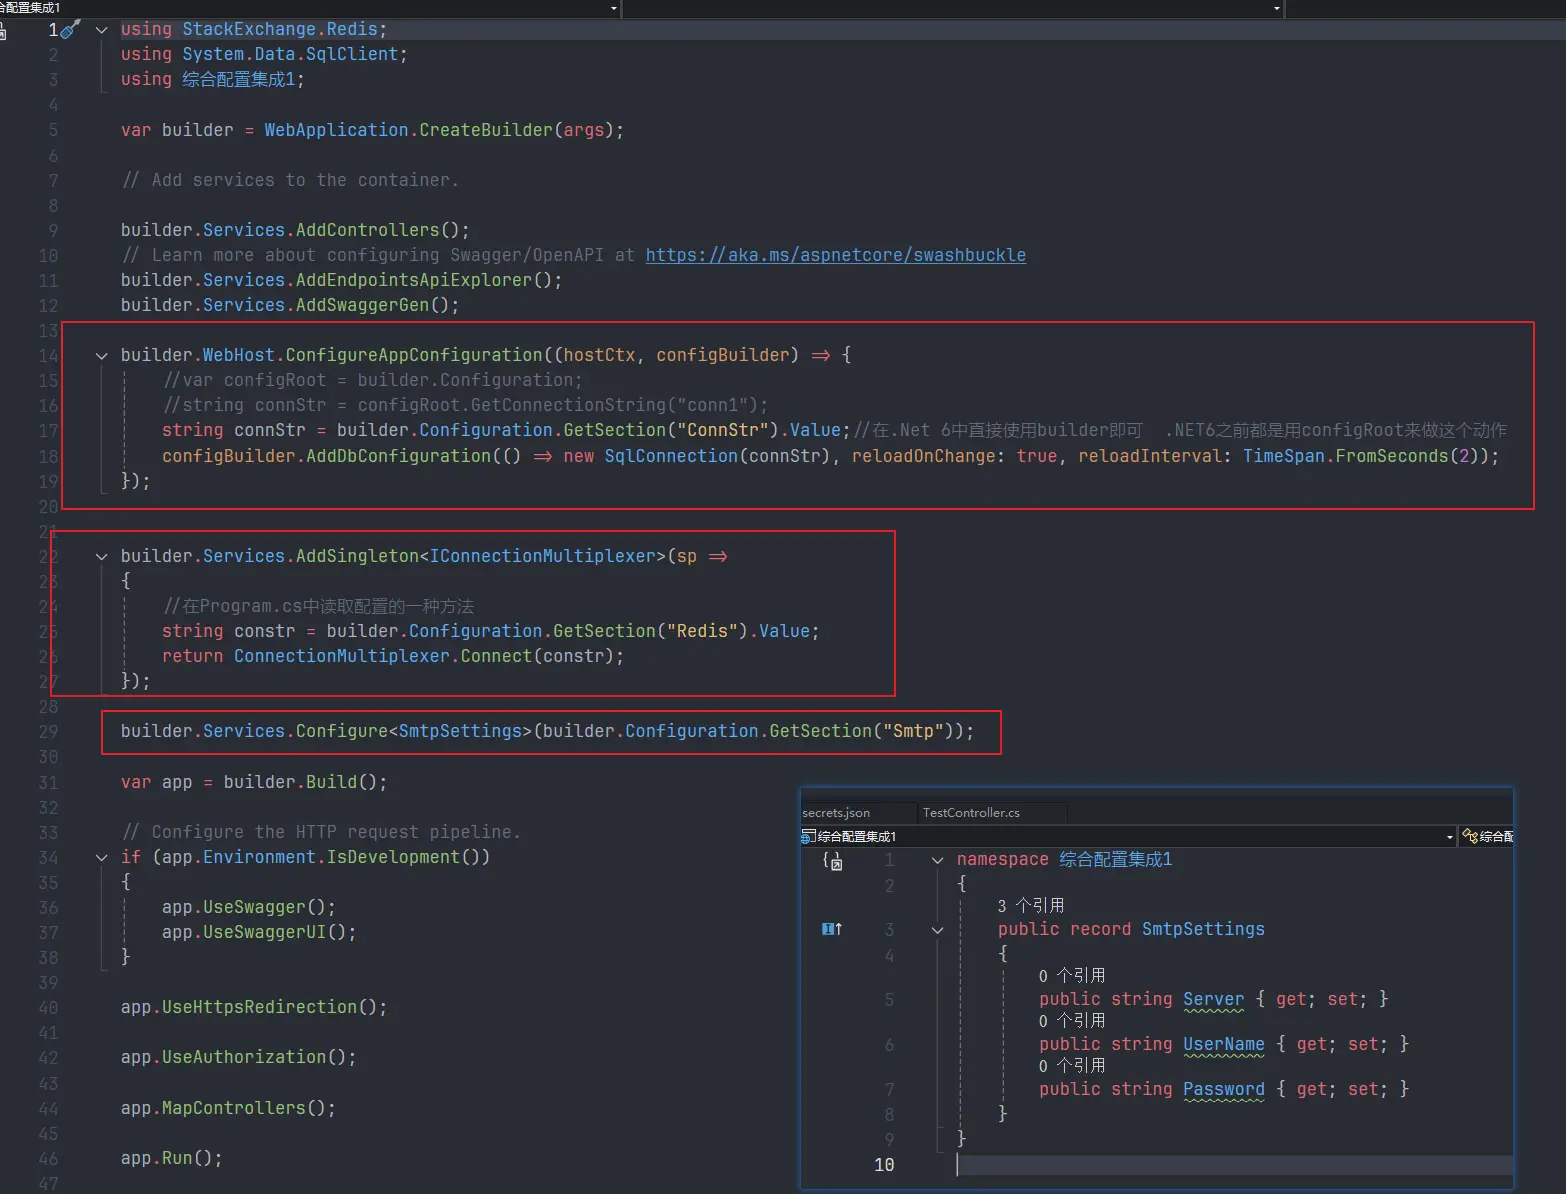 综合配置集成1
1 using StackExchange.Redis;
2 using System.Data.SqlClient;
3 using 综合配置集成1;
4
5 var builder = WebApplication.CreateBuilder(args);
6
7 // Add services to the container.
8
9 builder.Services.AddControllers();
10 // Learn more about configuring Swagger/OpenAPI at https://aka.ms/aspnetcore/swashbuckle
11 builder.Services.AddEndpointsApiExplorer();
12 builder.Services.AddSwaggerGen();
13
14 builder.WebHost.ConfigureAppConfiguration((hostCtx, configBuilder) => {
15 //var configRoot = builder.Configuration;
16 //string connStr = configRoot.GetConnectionString("conn1");
17 string connStr = builder.Configuration.GetSection("ConnStr").Value;//在.Net 6中直接使用builder即可 .NET6之前都是用configRoot来做这个动作
18 configBuilder.AddDbConfiguration(() => new SqlConnection(connStr), reloadOnChange: true, reloadInterval: TimeSpan.FromSeconds(2));
19 });
20
21
22 builder.Services.AddSingleton<IConnectionMultiplexer>(sp =>
23 {
24 //在Program.cs中读取配置的一种方法
25 string constr = builder.Configuration.GetSection("Redis").Value;
26 return ConnectionMultiplexer.Connect(constr);
27 });
28
29 builder.Services.Configure<SmtpSettings>(builder.Configuration.GetSection("Smtp"));
30
31 var app = builder.Build();
32
33 // Configure the HTTP request pipeline.
34 if (app.Environment.IsDevelopment())
35 {
36 app.UseSwagger();
37 app.UseSwaggerUI();
38 }
39
40 app.UseHttpsRedirection();
41
42 app.UseAuthorization();
43
44 app.MapControllers();
45
46 app.Run();
47
secrets.json TestController.cs
综合配置集成1 综合配
1 namespace 综合配置集成1
2 {
3 个引用
3 public record SmtpSettings
4 {
0 个引用
5 public string Server { get; set; }
0 个引用
6 public string UserName { get; set; }
0 个引用
7 public string Password { get; set; }
8 }
9 }
10